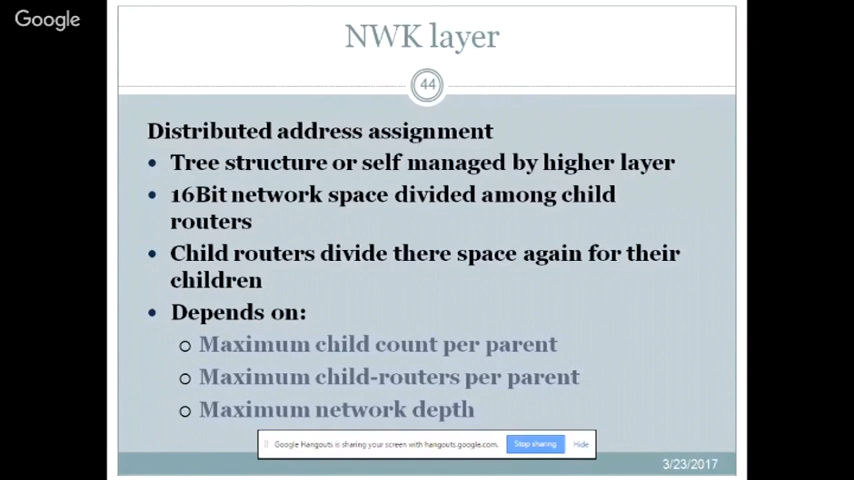 Google
NWK layer
44
Distributed address assignment
• Tree structure or self managed by higher layer
• 16Bit network space divided among child
routers
• Child routers divide there space again for their
children
• Depends on:
o Maximum child count per parent
o Maximum child-routers per parent
o Maximum network depth
Google Hangouts is sharing your screen with hangouts.google.com. Stop sharing Hide
3/23/2017